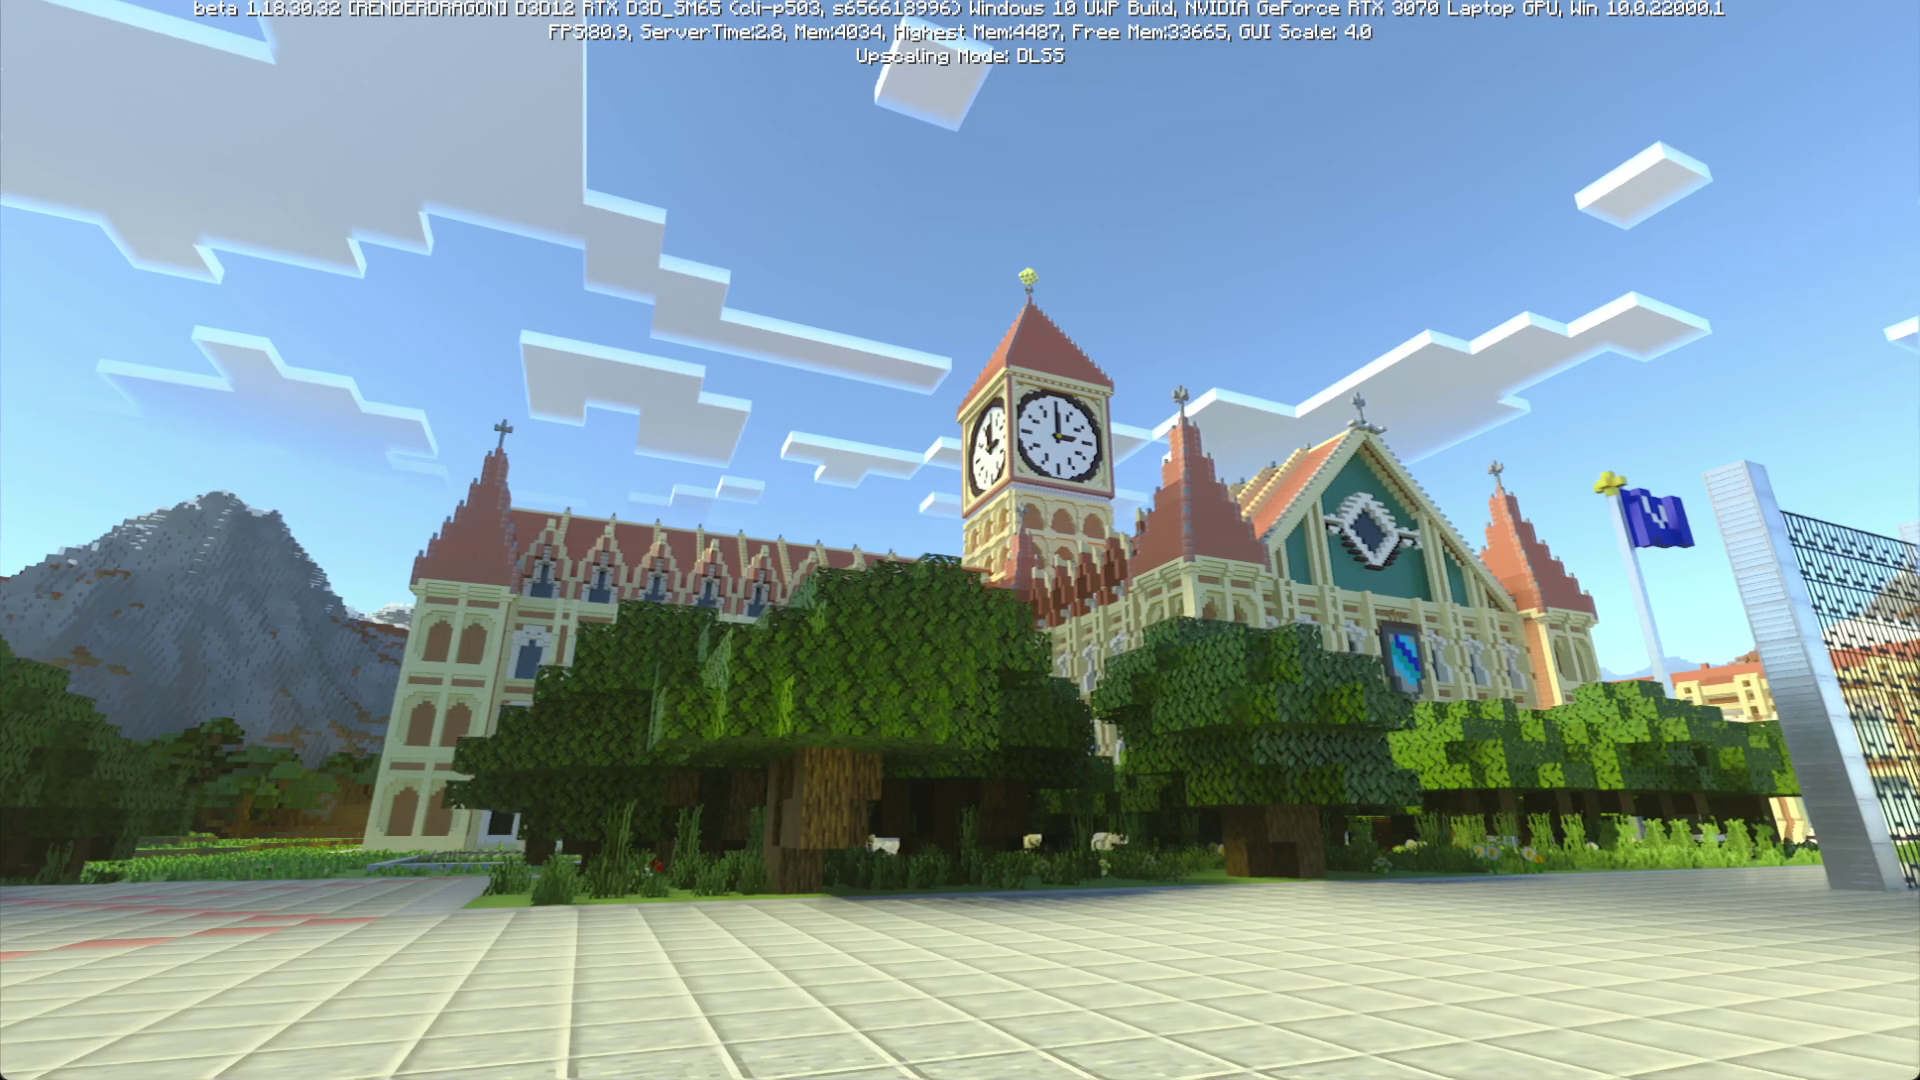 beta 1.18.30.32 [RENDERDRAGON] D3D12 RTX D3D_SM65 (cli-p503, s656618996) Windows 10 UWP Build, NVIDIA GeForce RTX 3070 Laptop GPU, Win 10.0.22000.1
FPS:80.9, ServerTime:2.8, Mem:4034, Highest Mem:4487, Free Mem:33665, GUI Scale: 4.0
Upscaling Mode: DLSS